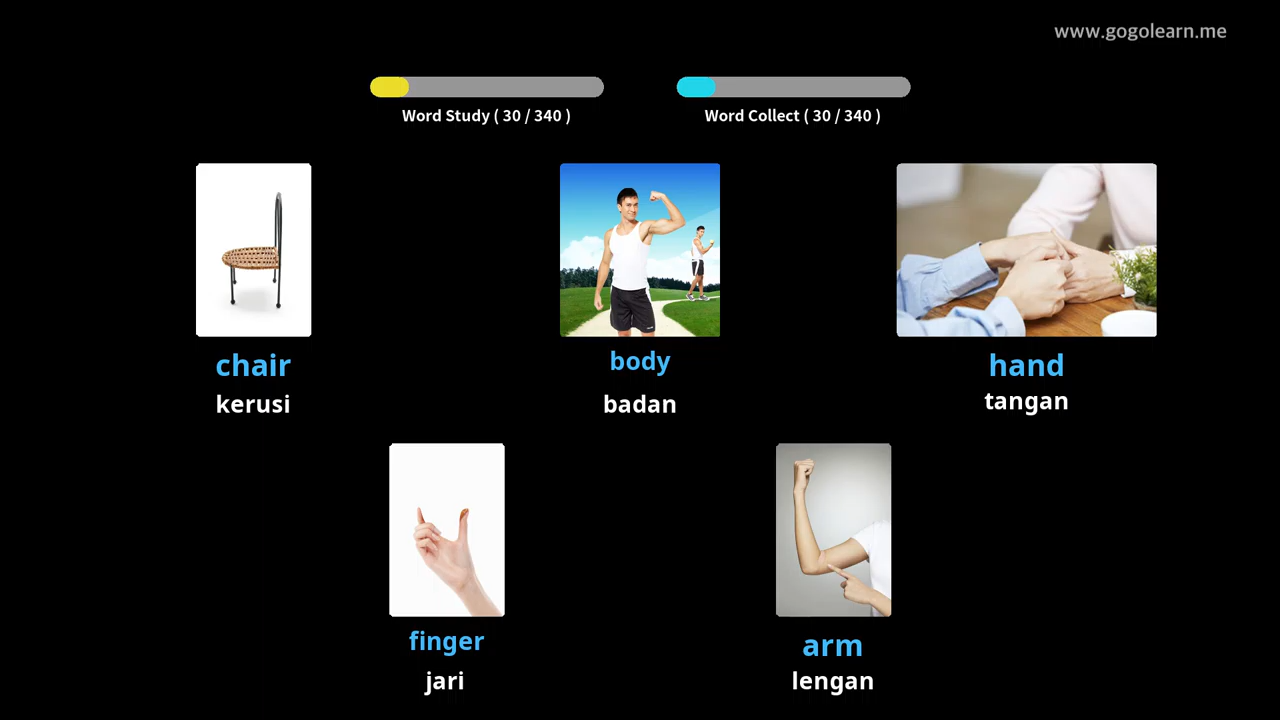 www.gogolearn.me
Word Study ( 30 / 340 )
Word Collect ( 30 / 340 )
chair
kerusi
body
badan
hand
tangan
finger
jari
arm
lengan